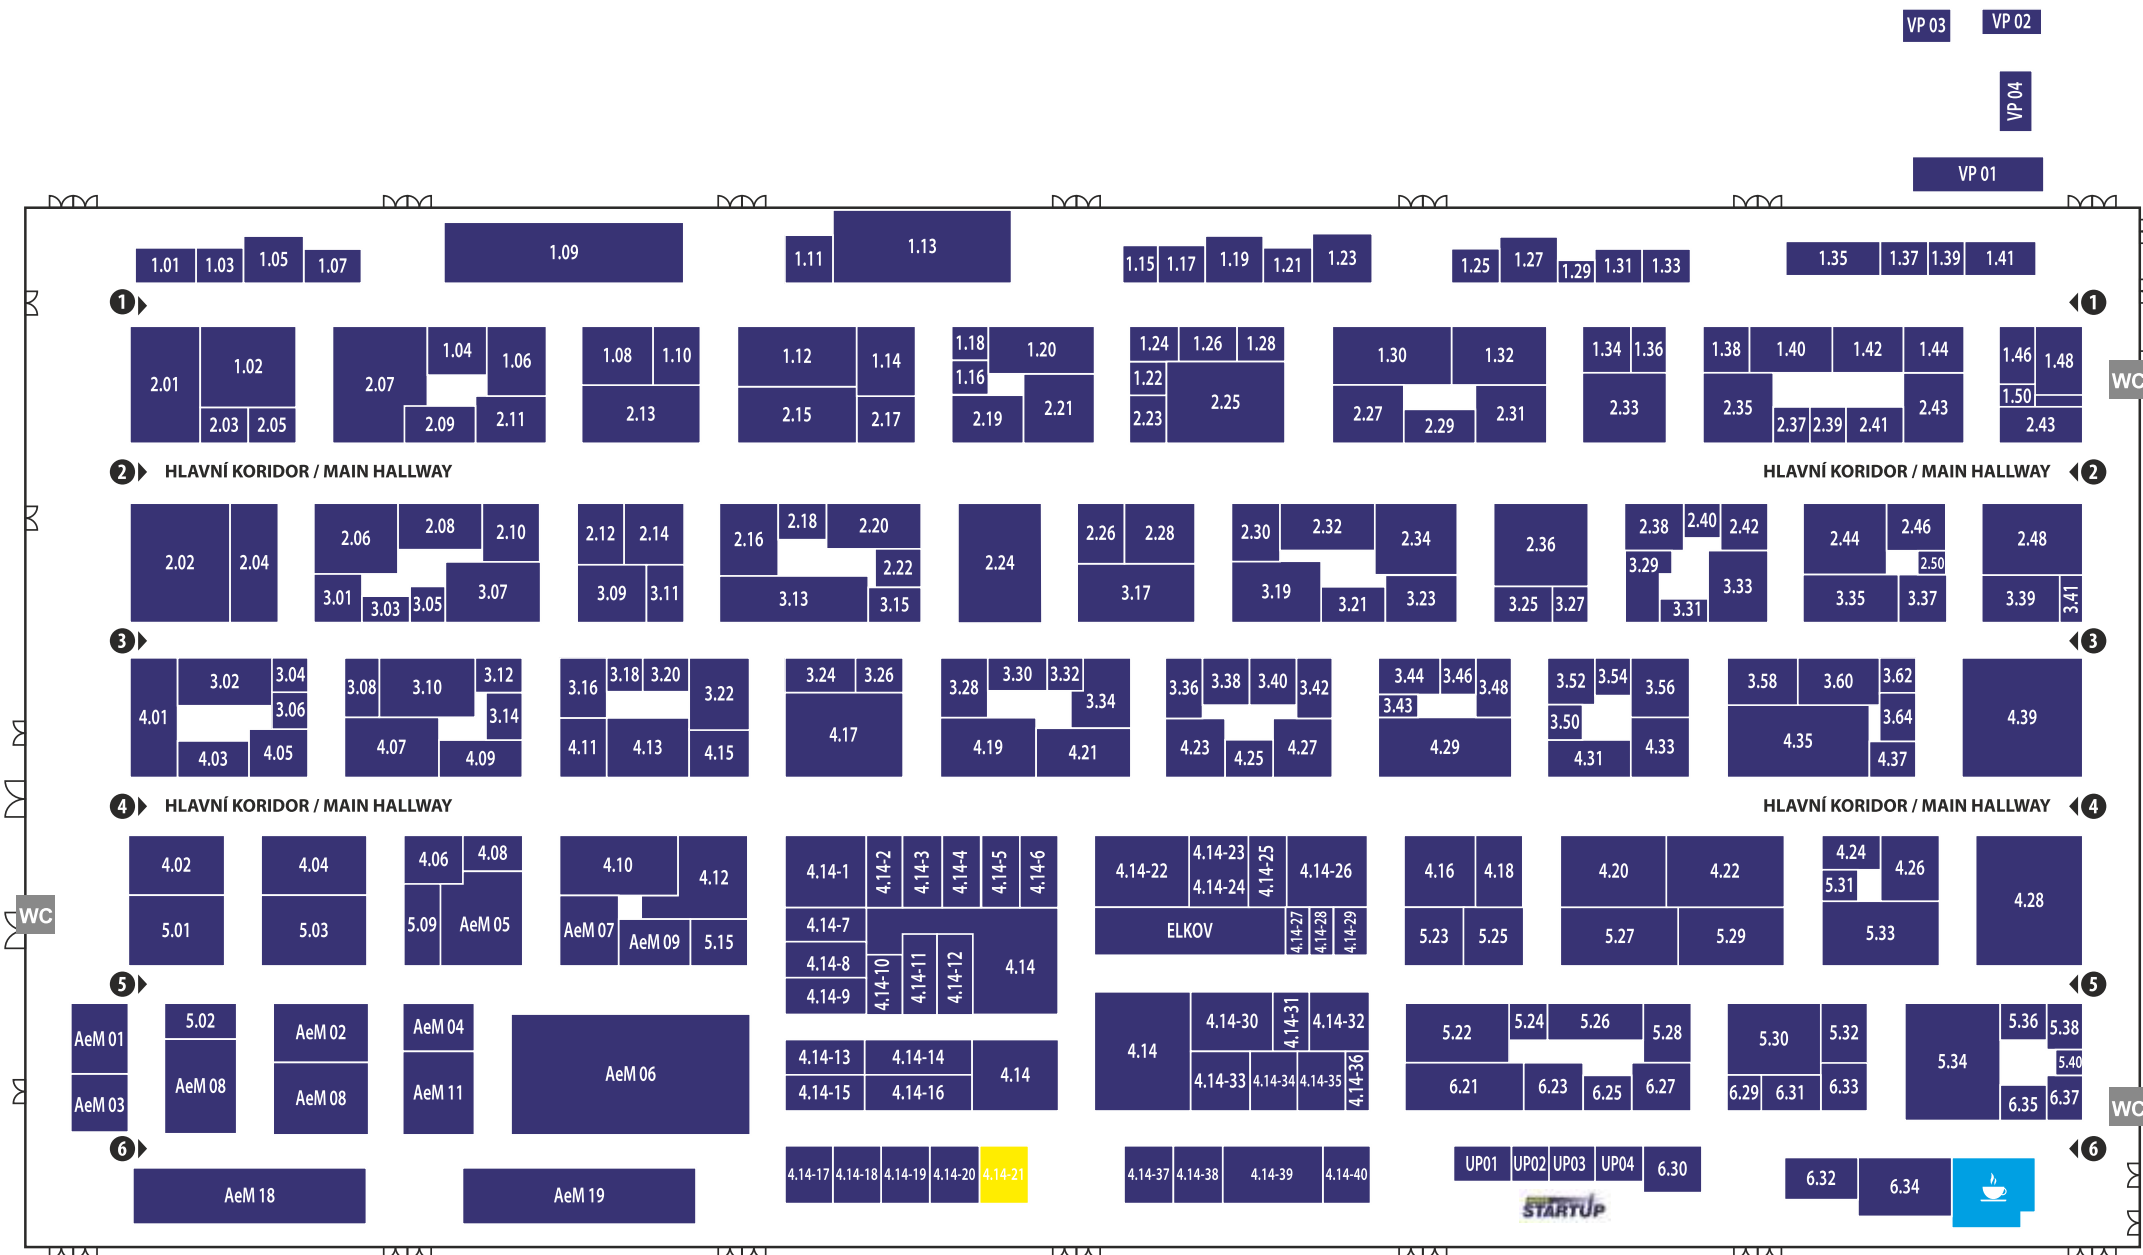 VP 03 VP 02
VP 04
VP 01
1.01 1.03 1.05 1.07 1.09 1.11 1.13 1.15 1.17 1.19 1.21 1.23 1.25 1.27 1.29 1.31 1.33 1.35 1.37 1.39 1.41
1 1
2.01 1.02 2.07 1.04 1.06 1.08 1.10 1.12 1.14 1.18 1.20 1.24 1.26 1.28 1.30 1.32 1.34 1.36 1.38 1.40 1.42 1.44 1.46 1.48
1.16 1.22 2.25 1.50 WC
2.03 2.05 2.09 2.11 2.13 2.15 2.17 2.19 2.21 2.23 2.27 2.29 2.31 2.33 2.35 2.37 2.39 2.41 2.43 2.43
2 HLAVNÍ KORIDOR / MAIN HALLWAY HLAVNÍ KORIDOR / MAIN HALLWAY 2
2.02 2.04 2.06 2.08 2.10 2.12 2.14 2.16 2.18 2.20 2.24 2.26 2.28 2.30 2.32 2.34 2.36 2.38 2.40 2.42 2.44 2.46 2.48
2.22 3.29 2.50
3.01 3.03 3.05 3.07 3.09 3.11 3.13 3.15 3.17 3.19 3.21 3.23 3.25 3.27 3.31 3.33 3.35 3.37 3.39 3.41
3 3
4.01 3.02 3.04 3.08 3.10 3.12 3.16 3.18 3.20 3.22 3.24 3.26 3.28 3.30 3.32 3.34 3.36 3.38 3.40 3.42 3.44 3.46 3.48 3.52 3.54 3.56 3.58 3.60 3.62 4.39
3.06 3.14 3.43 3.50 3.64
4.03 4.05 4.07 4.09 4.11 4.13 4.15 4.17 4.19 4.21 4.23 4.25 4.27 4.29 4.31 4.33 4.35 4.37
4 HLAVNÍ KORIDOR / MAIN HALLWAY HLAVNÍ KORIDOR / MAIN HALLWAY 4
4.02 4.04 4.06 4.08 4.10 4.12 4.14-1 4.14-2 4.14-3 4.14-4 4.14-5 4.14-6 4.14-22 4.14-23 4.14-25 4.14-26 4.16 4.18 4.20 4.22 4.24 4.26 4.28
4.14-24 5.31
WC 5.01 5.03 5.09 AeM 05 AeM 07 AeM 09 5.15 4.14-7 ELKOV 4.14-27 4.14-28 4.14-29 5.23 5.25 5.27 5.29 5.33
4.14-8 4.14-10 4.14-11 4.14-12 4.14
4.14-9
5 5
AeM 01 5.02 AeM 02 AeM 04 AeM 06 4.14 4.14-30 4.14-31 4.14-32 5.22 5.24 5.26 5.28 5.30 5.32 5.34 5.36 5.38
4.14-13 4.14-14 4.14 5.40
AeM 03 AeM 08 AeM 08 AeM 11 4.14-15 4.14-16 4.14-33 4.14-34 4.14-35 4.14-36 6.21 6.23 6.25 6.27 6.29 6.31 6.33 6.35 6.37 WC
6 6
AeM 18 AeM 19 4.14-17 4.14-18 4.14-19 4.14-20 4.14-21 4.14-37 4.14-38 4.14-39 4.14-40 UP01 UP02 UP03 UP04 6.30 6.32 6.34
STARTUP